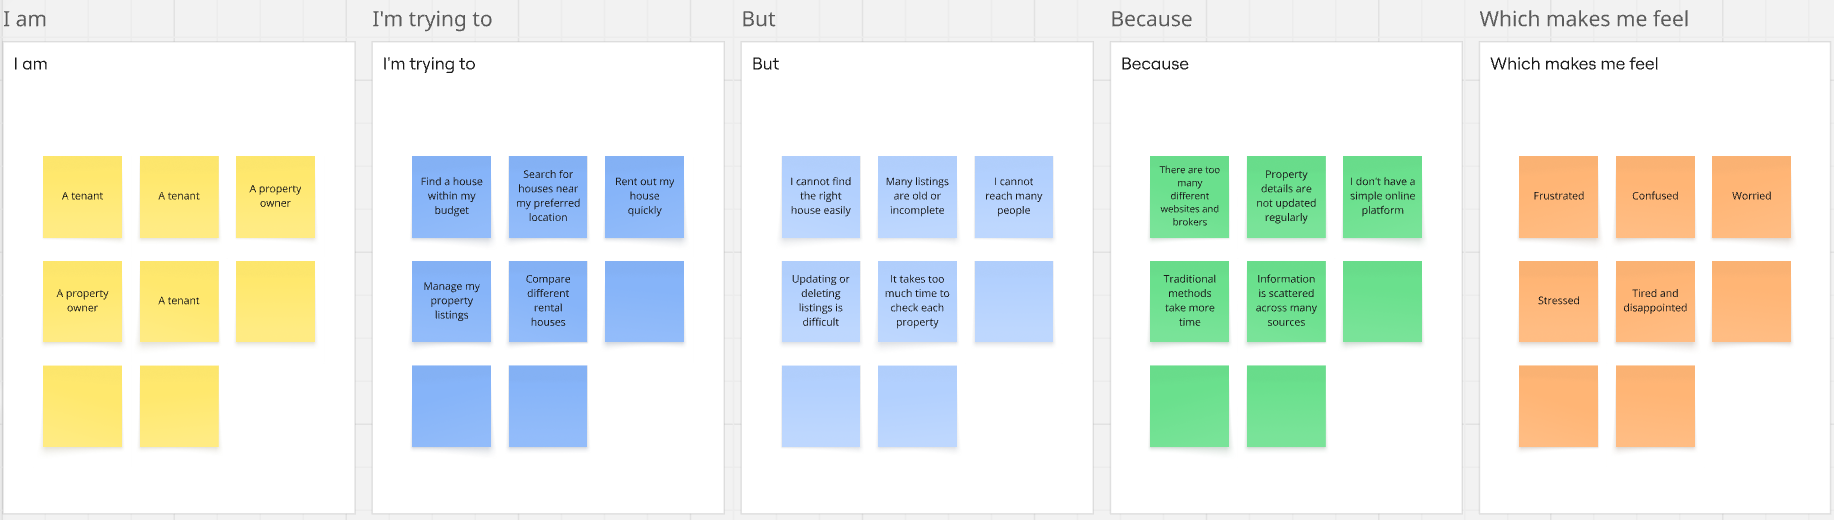 I am
I'm trying to
But
Because
Which makes me feel
I am
A tenant
A tenant
A property
owner
A property
owner
A tenant
I'm trying to
Find a house
within my
budget
Search for
houses near
my preferred
location
Rent out my
house
quickly
Manage my
property
listings
Compare
different
rental
houses
But
I cannot find
the right
house easily
Many listings
are old or
incomplete
I cannot
reach many
people
Updating or
deleting
listings is
difficult
It takes too
much time to
check each
property
Because
There are too
many
different
websites and
brokers
Property
details are
not updated
regularly
I don't have a
simple online
platform
Traditional
methods
take more
time
Information
is scattered
across many
sources
Which makes me feel
Frustrated
Confused
Worried
Stressed
Tired and
disappointed